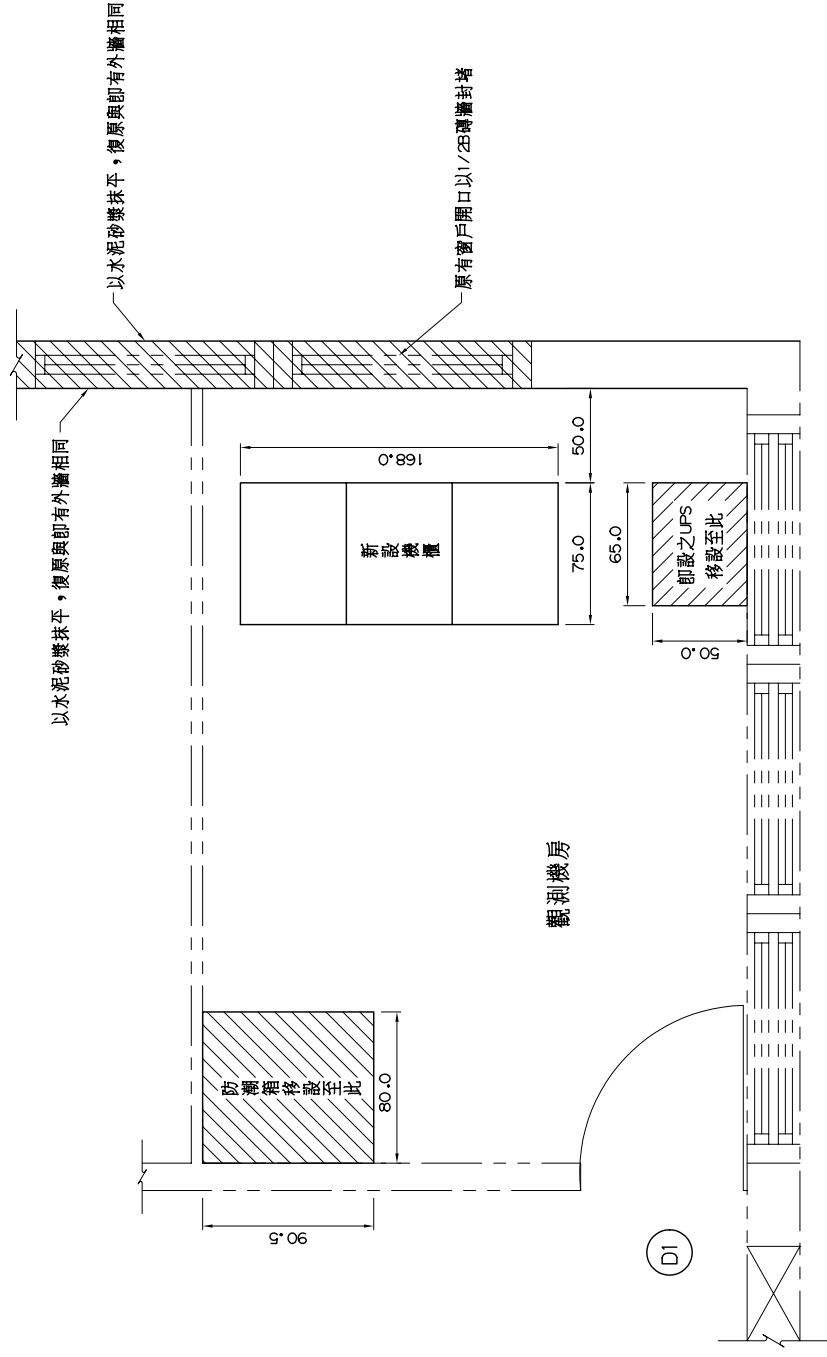 以水泥砂漿抹平，復原與即有外牆相同
以水泥砂漿抹平，復原與即有外牆相同
原有窗戶開口以1/2B磚牆封堵
168.0
50.0
75.0
新設機櫃
65.0
即設之UPS
移設至此
50.0
觀測機房
防潮箱移設至此
80.0
90.5
D1